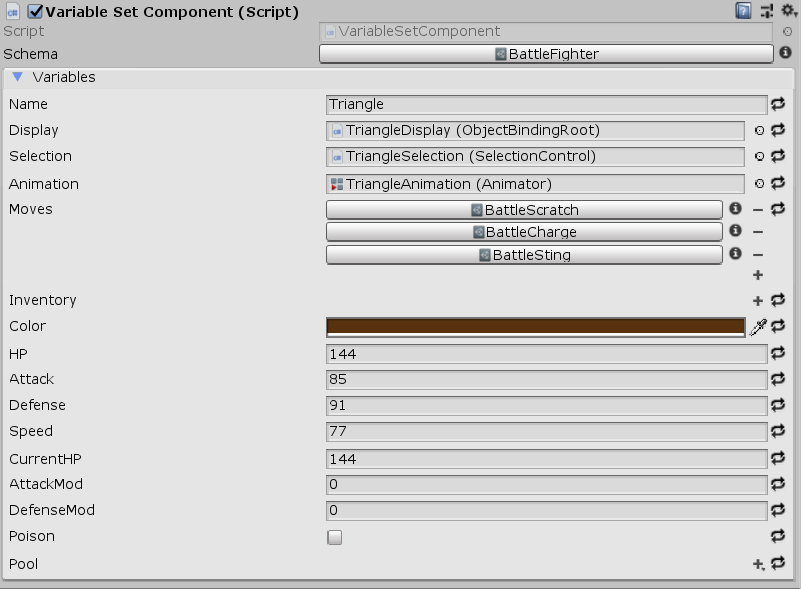 Variable Set Component (Script)
Script VariableSetComponent
Schema BattleFighter
Variables
Name Triangle
Display TriangleDisplay (ObjectBindingRoot)
Selection TriangleSelection (SelectionControl)
Animation TriangleAnimation (Animator)
Moves BattleScratch
BattleCharge
BattleSting
Inventory
Color
HP 144
Attack 85
Defense 91
Speed 77
CurrentHP 144
AttackMod 0
DefenseMod 0
Poison
Pool